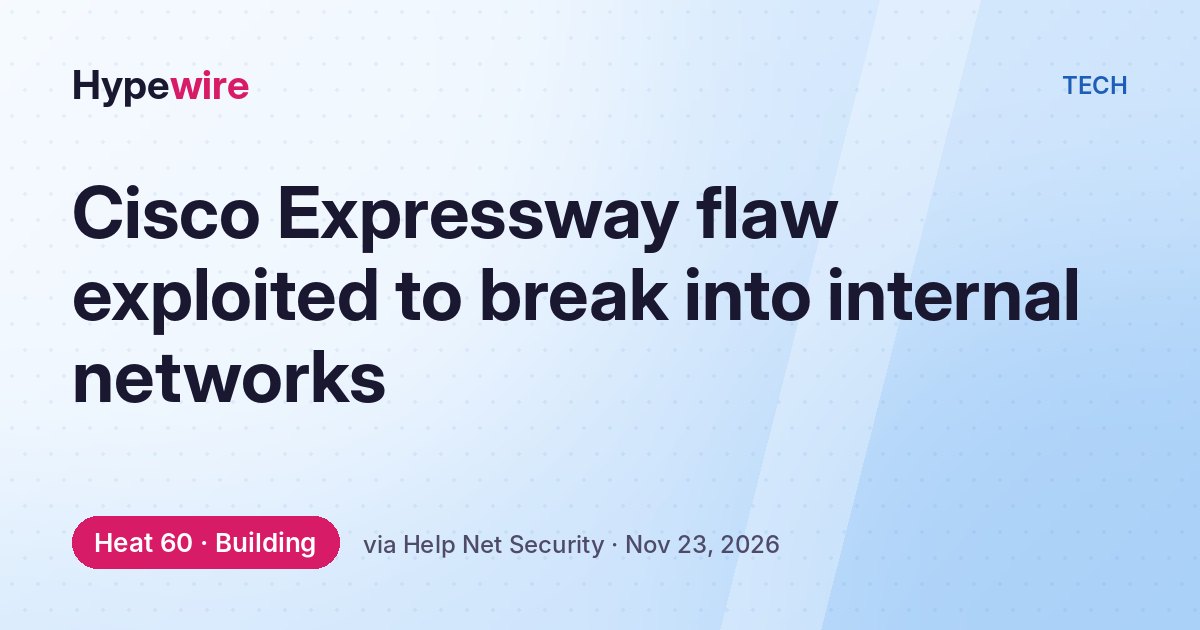 Hypewire
TECH
Cisco Expressway flaw
exploited to break into internal
networks
Heat 60 · Building
via Help Net Security · Nov 23, 2026